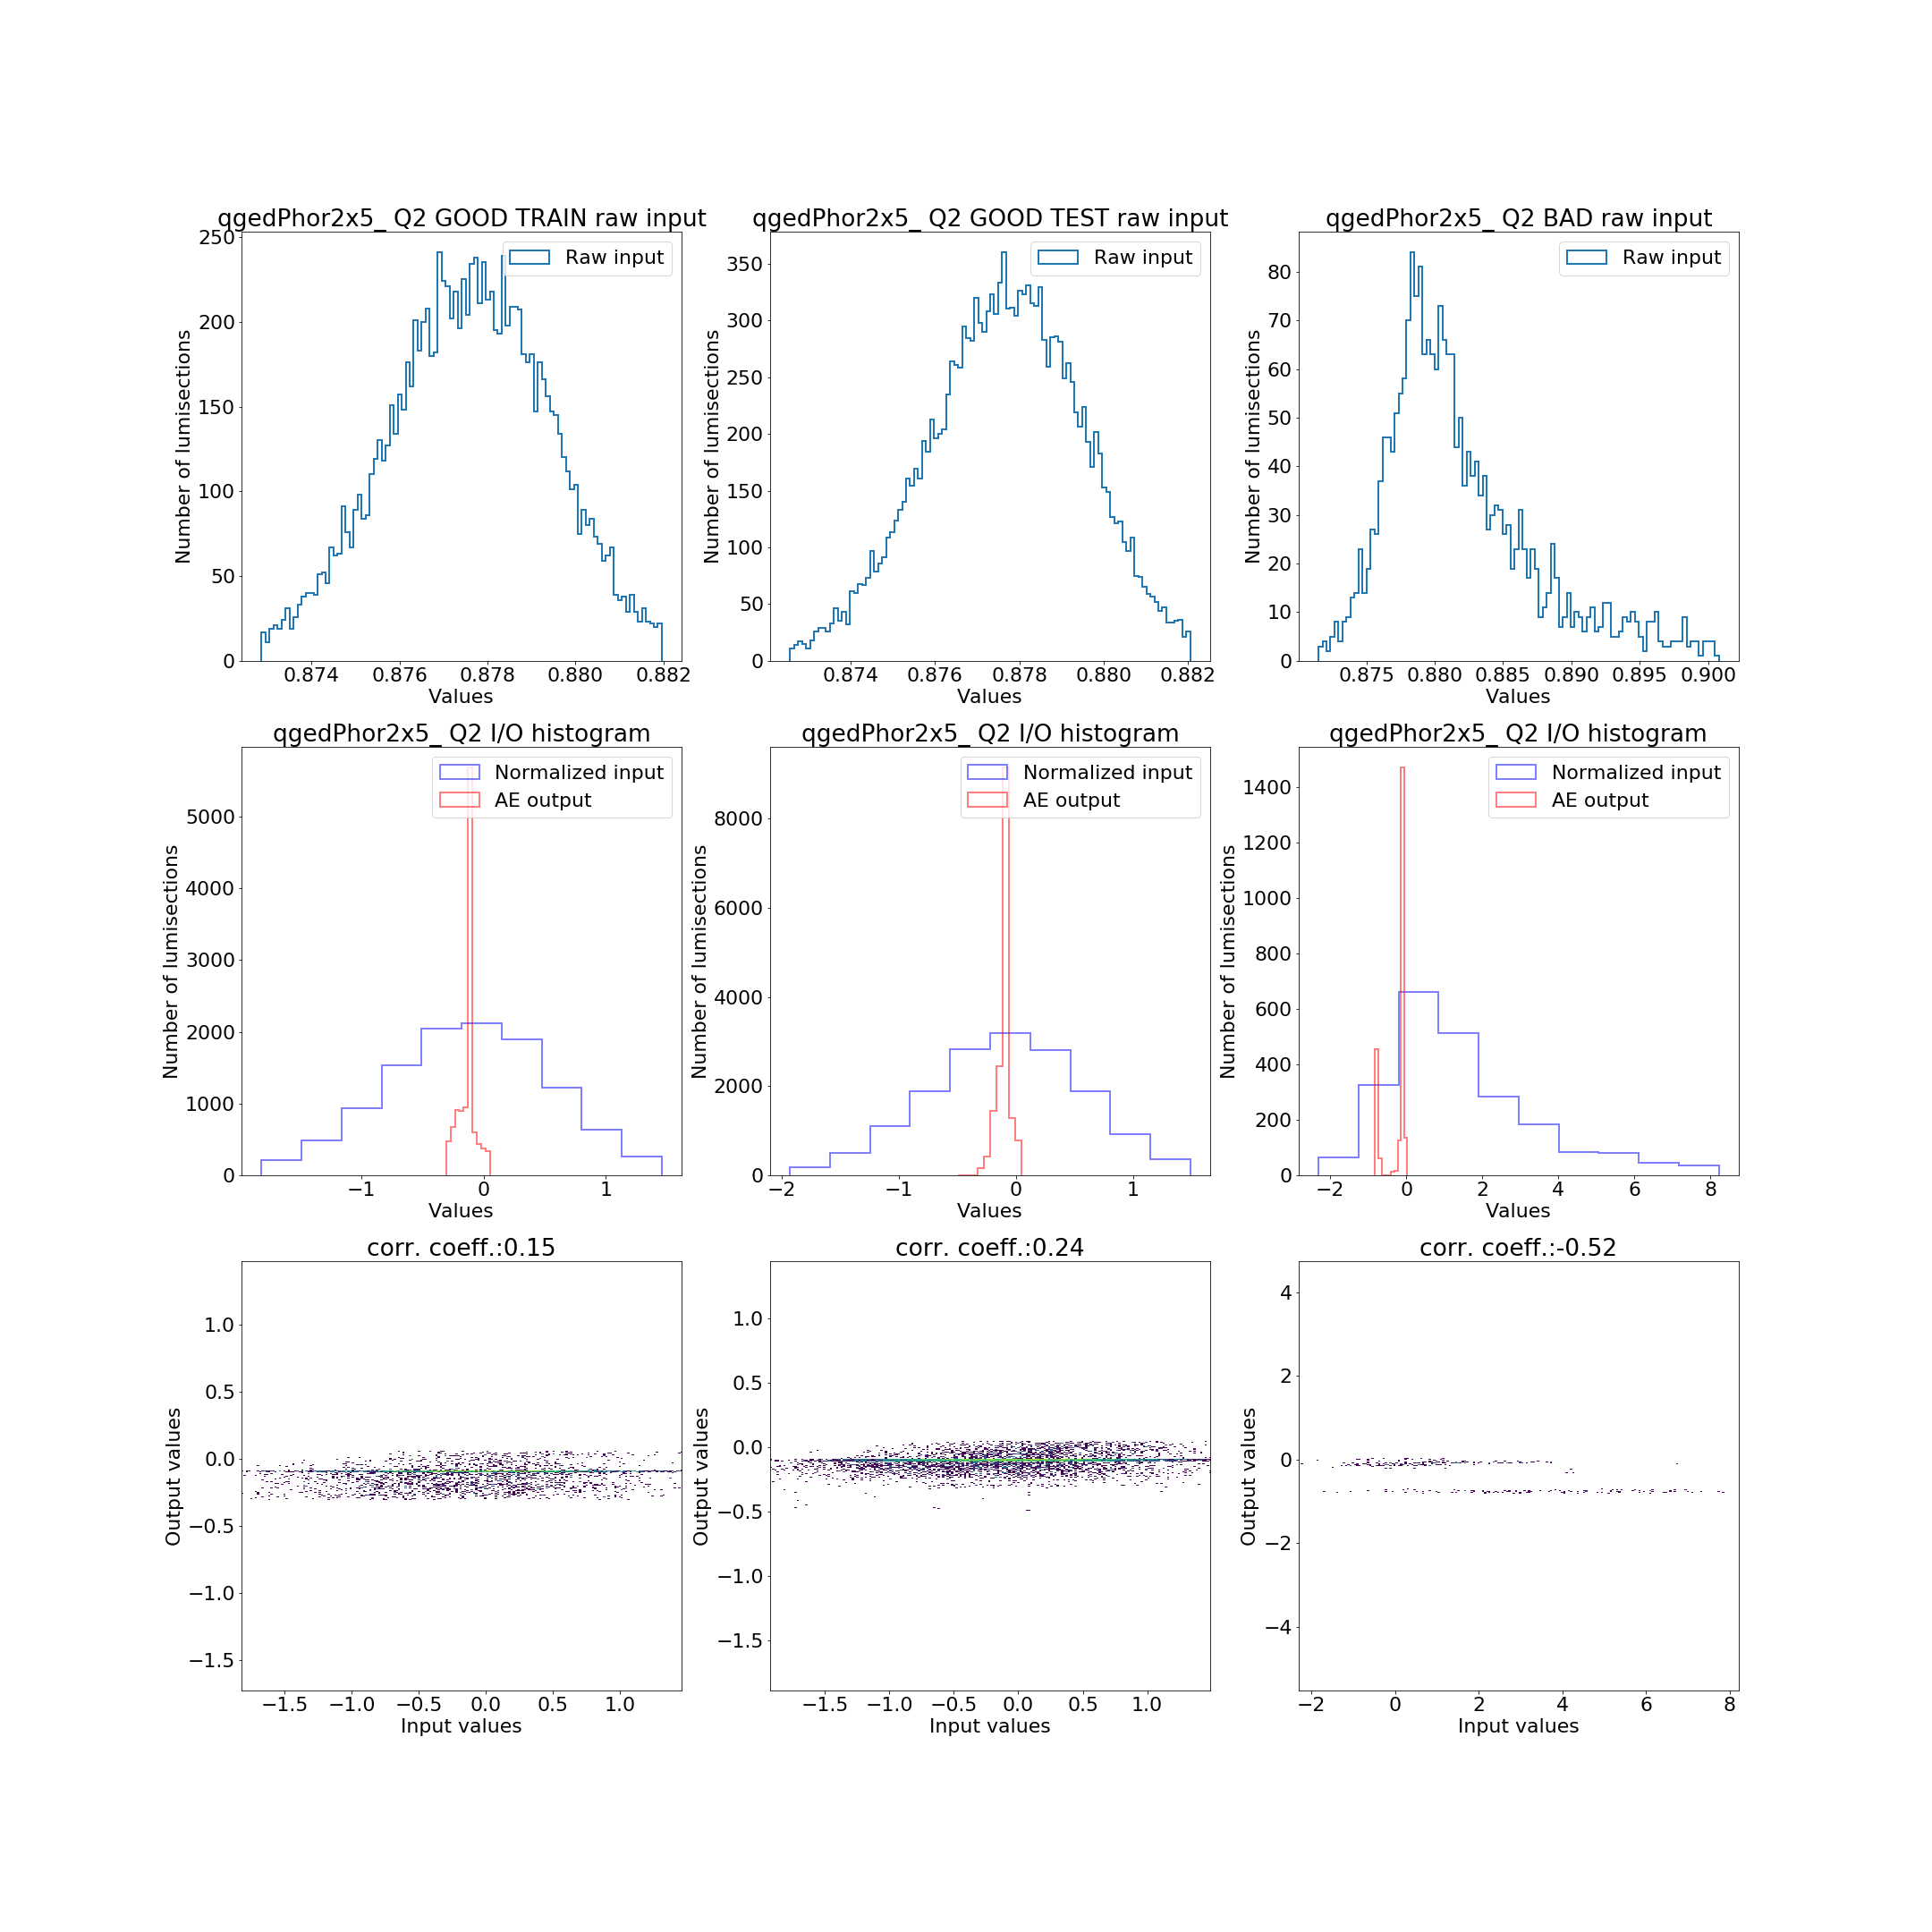 qgedPhor2x5_ Q2 GOOD TRAIN raw input
Raw input
Number of lumisections
250
200
150
100
50
0
0.874 0.876 0.878 0.880 0.882
Values
qgedPhor2x5_ Q2 GOOD TEST raw input
Raw input
Number of lumisections
350
300
250
200
150
100
50
0
0.874 0.876 0.878 0.880 0.882
Values
qgedPhor2x5_ Q2 BAD raw input
Raw input
Number of lumisections
80
70
60
50
40
30
20
10
0
0.875 0.880 0.885 0.890 0.895 0.900
Values
qgedPhor2x5_ Q2 I/O histogram
Normalized input
AE output
Number of lumisections
5000
4000
3000
2000
1000
0
−1 0 1
Values
qgedPhor2x5_ Q2 I/O histogram
Normalized input
AE output
Number of lumisections
8000
6000
4000
2000
0
−2 −1 0 1
Values
qgedPhor2x5_ Q2 I/O histogram
Normalized input
AE output
Number of lumisections
1400
1200
1000
800
600
400
200
0
−2 0 2 4 6 8
Values
corr. coeff.:0.15
Output values
1.0
0.5
0.0
−0.5
−1.0
−1.5
−1.5 −1.0 −0.5 0.0 0.5 1.0
Input values
corr. coeff.:0.24
Output values
1.0
0.5
0.0
−0.5
−1.0
−1.5
−1.5 −1.0 −0.5 0.0 0.5 1.0
Input values
corr. coeff.:-0.52
Output values
4
2
0
−2
−4
−2 0 2 4 6 8
Input values